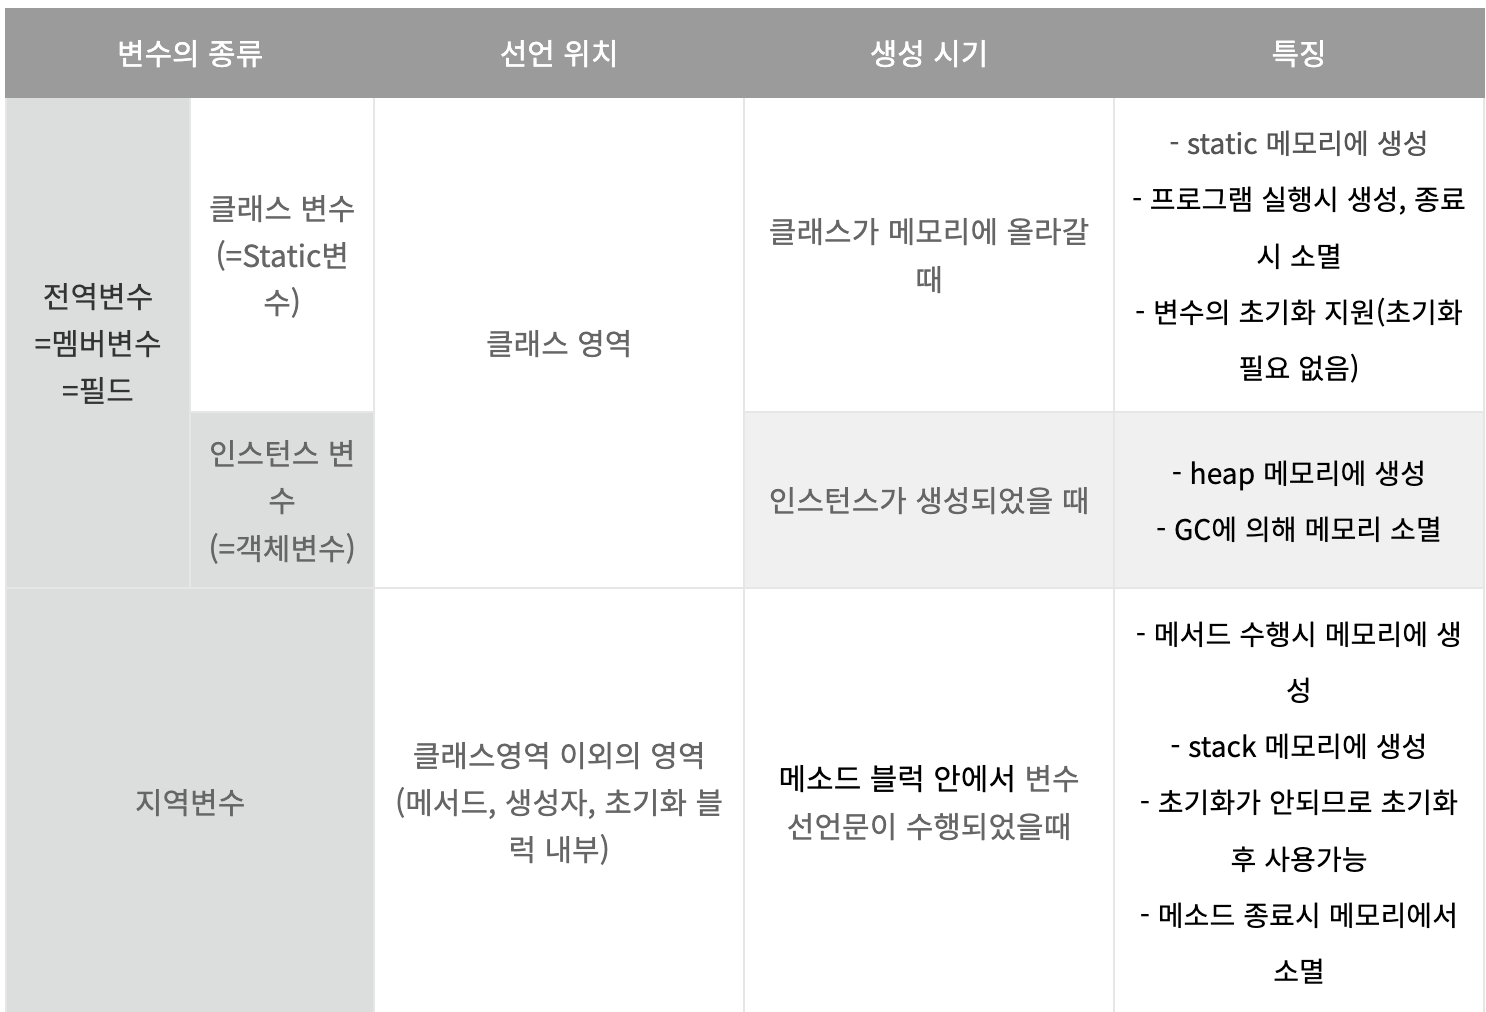 변수의 종류
선언 위치
생성 시기
특징
전역변수
=멤버변수
=필드
클래스 변수
(=Static변
수)
클래스 영역
클래스가 메모리에 올라갈
때
- static 메모리에 생성
- 프로그램 실행시 생성, 종료
시 소멸
- 변수의 초기화 지원(초기화
필요 없음)
인스턴스 변
수
(=객체변수)
인스턴스가 생성되었을 때
- heap 메모리에 생성
- GC에 의해 메모리 소멸
지역변수
클래스영역 이외의 영역
(메서드, 생성자, 초기화 블
럭 내부)
메소드 블럭 안에서 변수
선언문이 수행되었을때
- 메서드 수행시 메모리에 생
성
- stack 메모리에 생성
- 초기화가 안되므로 초기화
후 사용가능
- 메소드 종료시 메모리에서
소멸